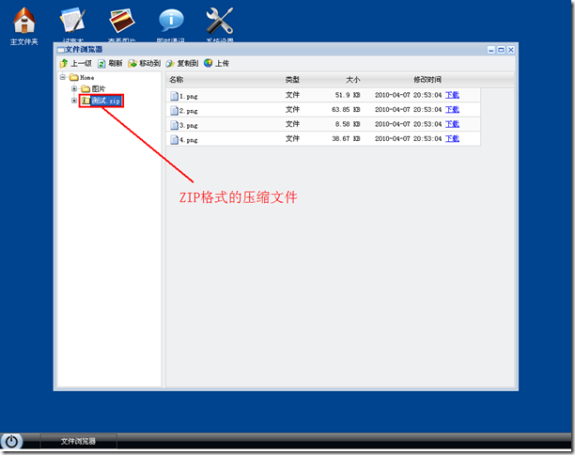 主文件夹
查看图片
即时通讯
系统设置
文件浏览器
上一级 刷新 移动到 复制到 上传
Home
图片
测试.zip
名称 类型 大小 修改时间
1.png 文件 51.9 KB 2010-04-07 20:53:04 下载
2.png 文件 63.85 KB 2010-04-07 20:53:04 下载
3.png 文件 8.58 KB 2010-04-07 20:53:04 下载
4.png 文件 38.67 KB 2010-04-07 20:53:04 下载
ZIP格式的压缩文件
文件浏览器